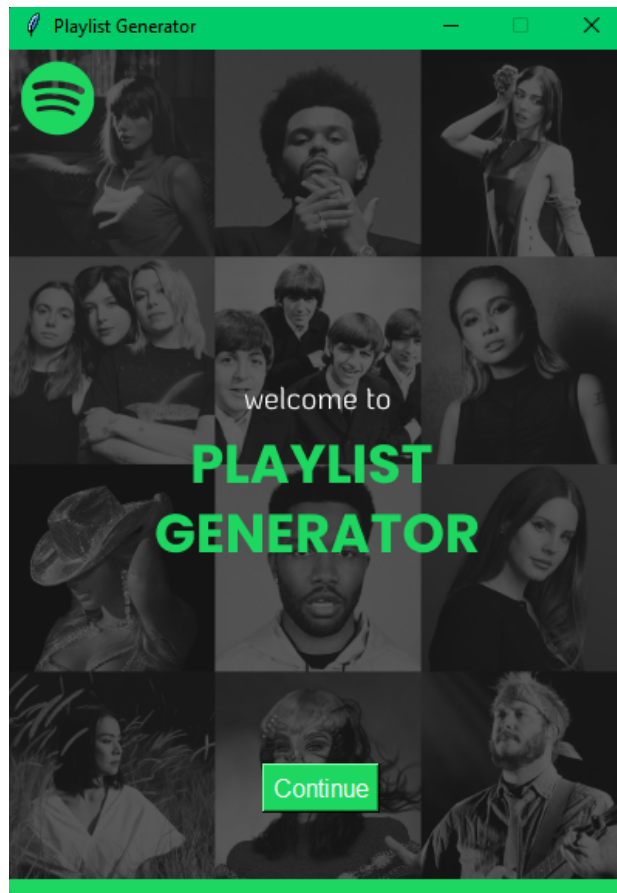 Playlist Generator
welcome to
PLAYLIST
GENERATOR
Continue